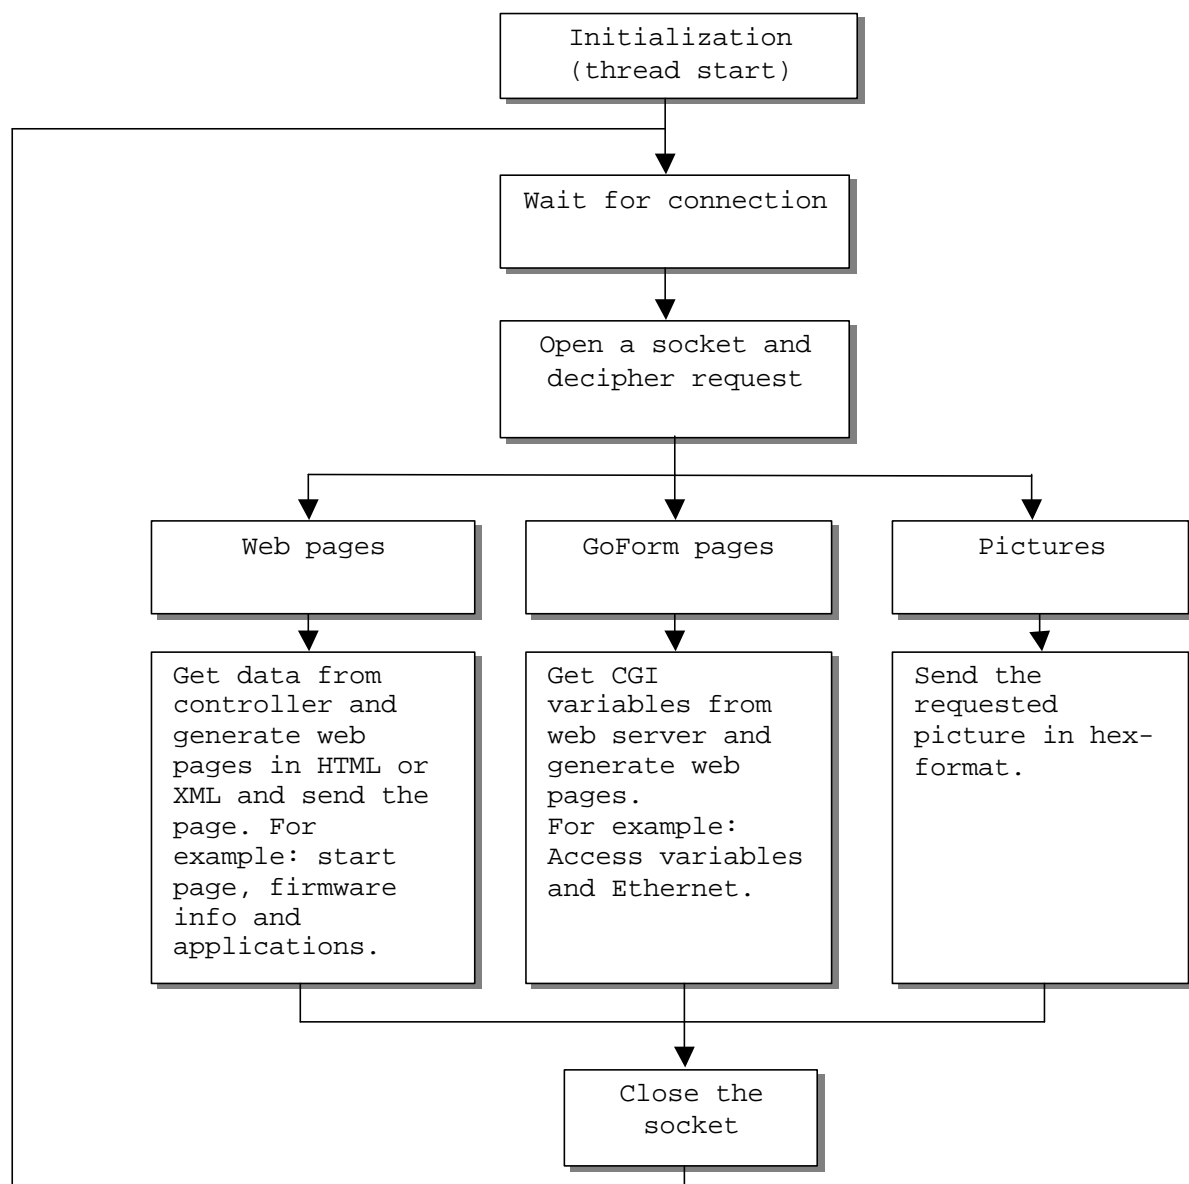 Initialization
(thread start)
Wait for connection
Open a socket and
decipher request
Web pages
GoForm pages
Pictures
Get data from
controller and
generate web
pages in HTML or
XML and send the
page. For
example: start
page, firmware
info and
applications.
Get CGI
variables from
web server and
generate web
pages.
For example:
Access variables
and Ethernet.
Send the
requested
picture in hex-
format.
Close the
socket